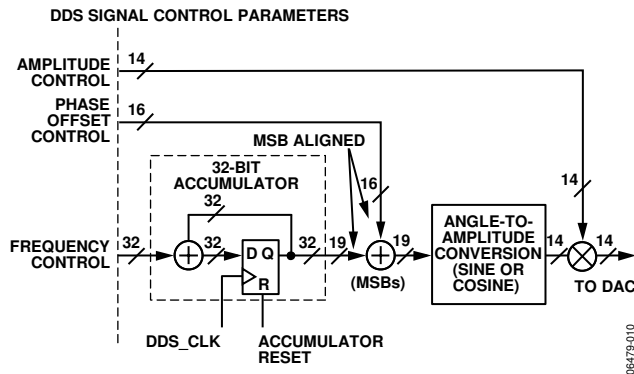 DDS SIGNAL CONTROL PARAMETERS
AMPLITUDE
CONTROL
14
PHASE
OFFSET
CONTROL
16
MSB ALIGNED
32-BIT
ACCUMULATOR
32
16
14
FREQUENCY
CONTROL
32
32
D Q
R
32
19
19
(MSBs)
ANGLE-TO-
AMPLITUDE
CONVERSION
(SINE OR
COSINE)
14
14
TO DAC
DDS_CLK
ACCUMULATOR
RESET
06479-010